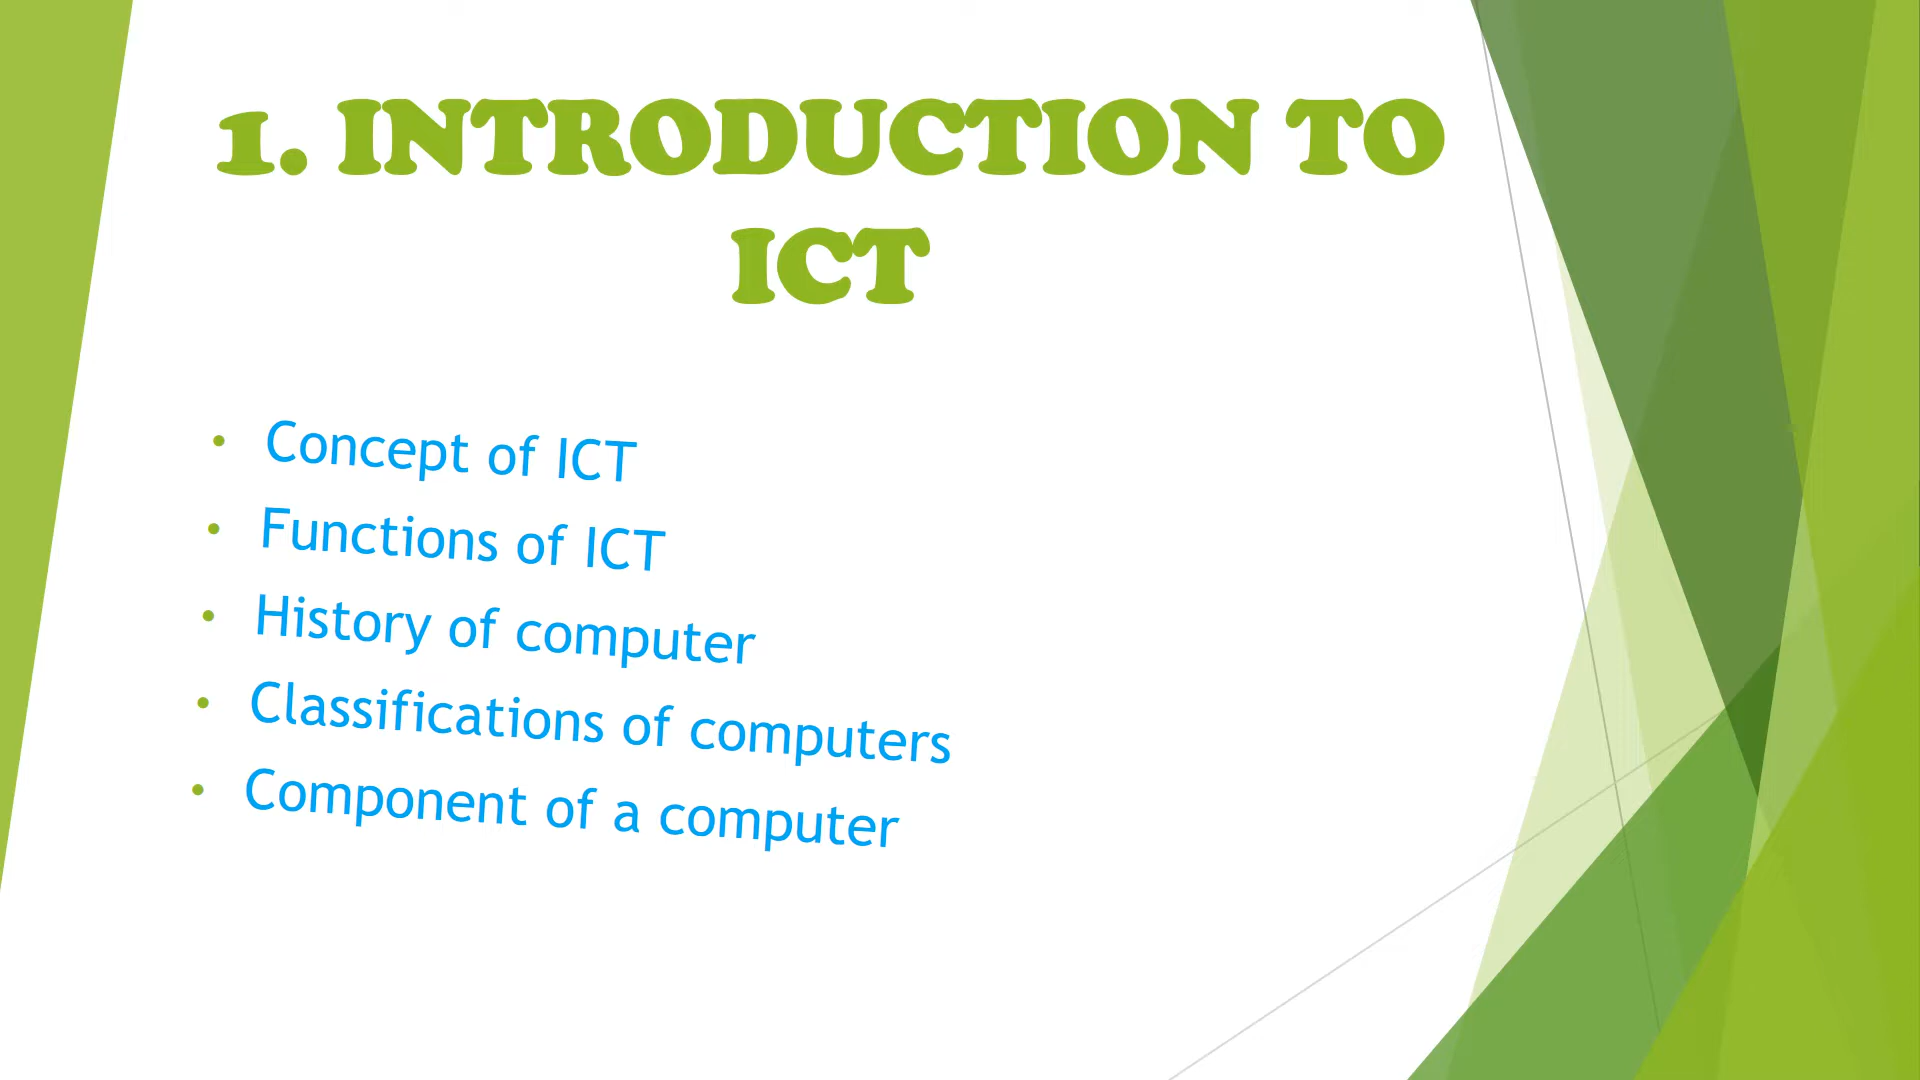 1. INTRODUCTION TO
ICT
• Concept of ICT
• Functions of ICT
• History of computer
• Classifications of computers
• Component of a computer